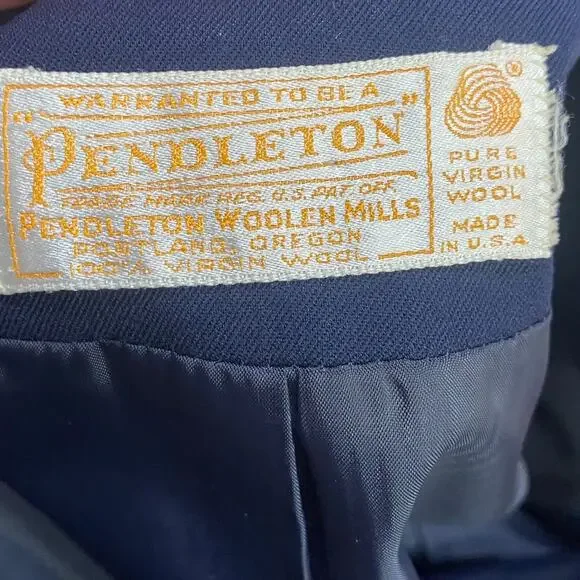 WARRANTED TO BE A
"PENDLETON"
TRADE MARK REG. U.S. PAT. OFF.
PENDLETON WOOLEN MILLS
PORTLAND, OREGON
100% VIRGIN WOOL
®
PURE
VIRGIN
WOOL
MADE
IN U.S.A